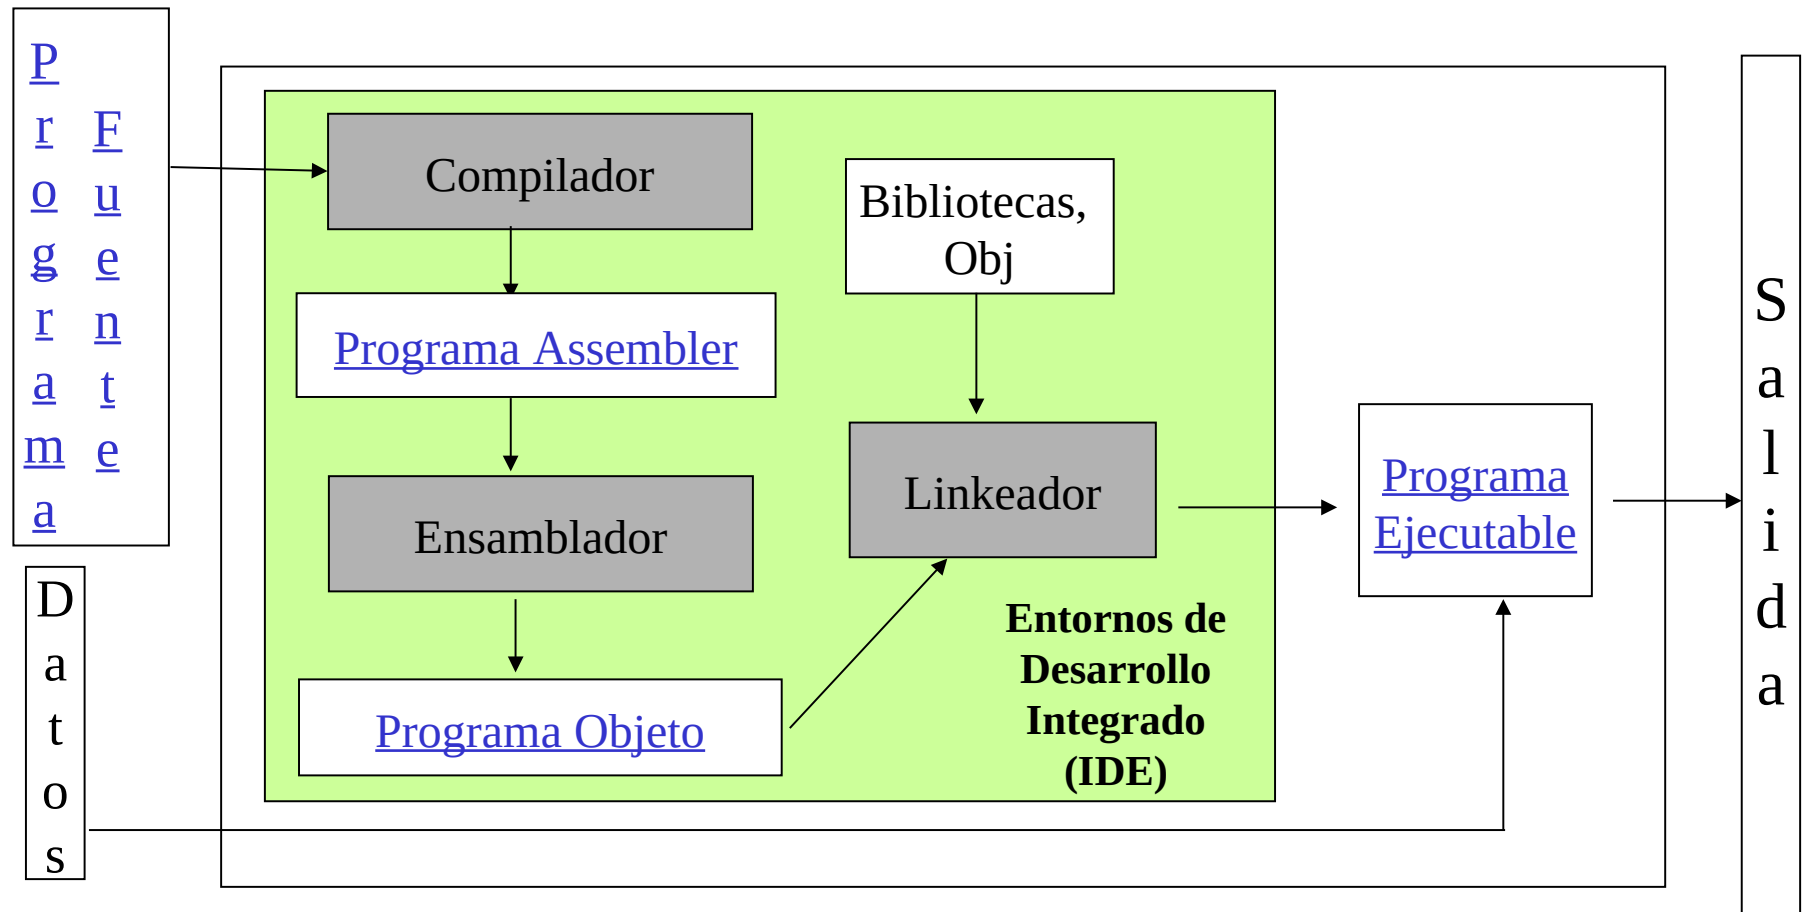 Programa
Fuente
Datos
Compilador
Programa Assembler
Ensamblador
Programa Objeto
Bibliotecas,
Obj
Linkeador
Entornos de
Desarrollo
Integrado
(IDE)
Programa
Ejecutable
Salida